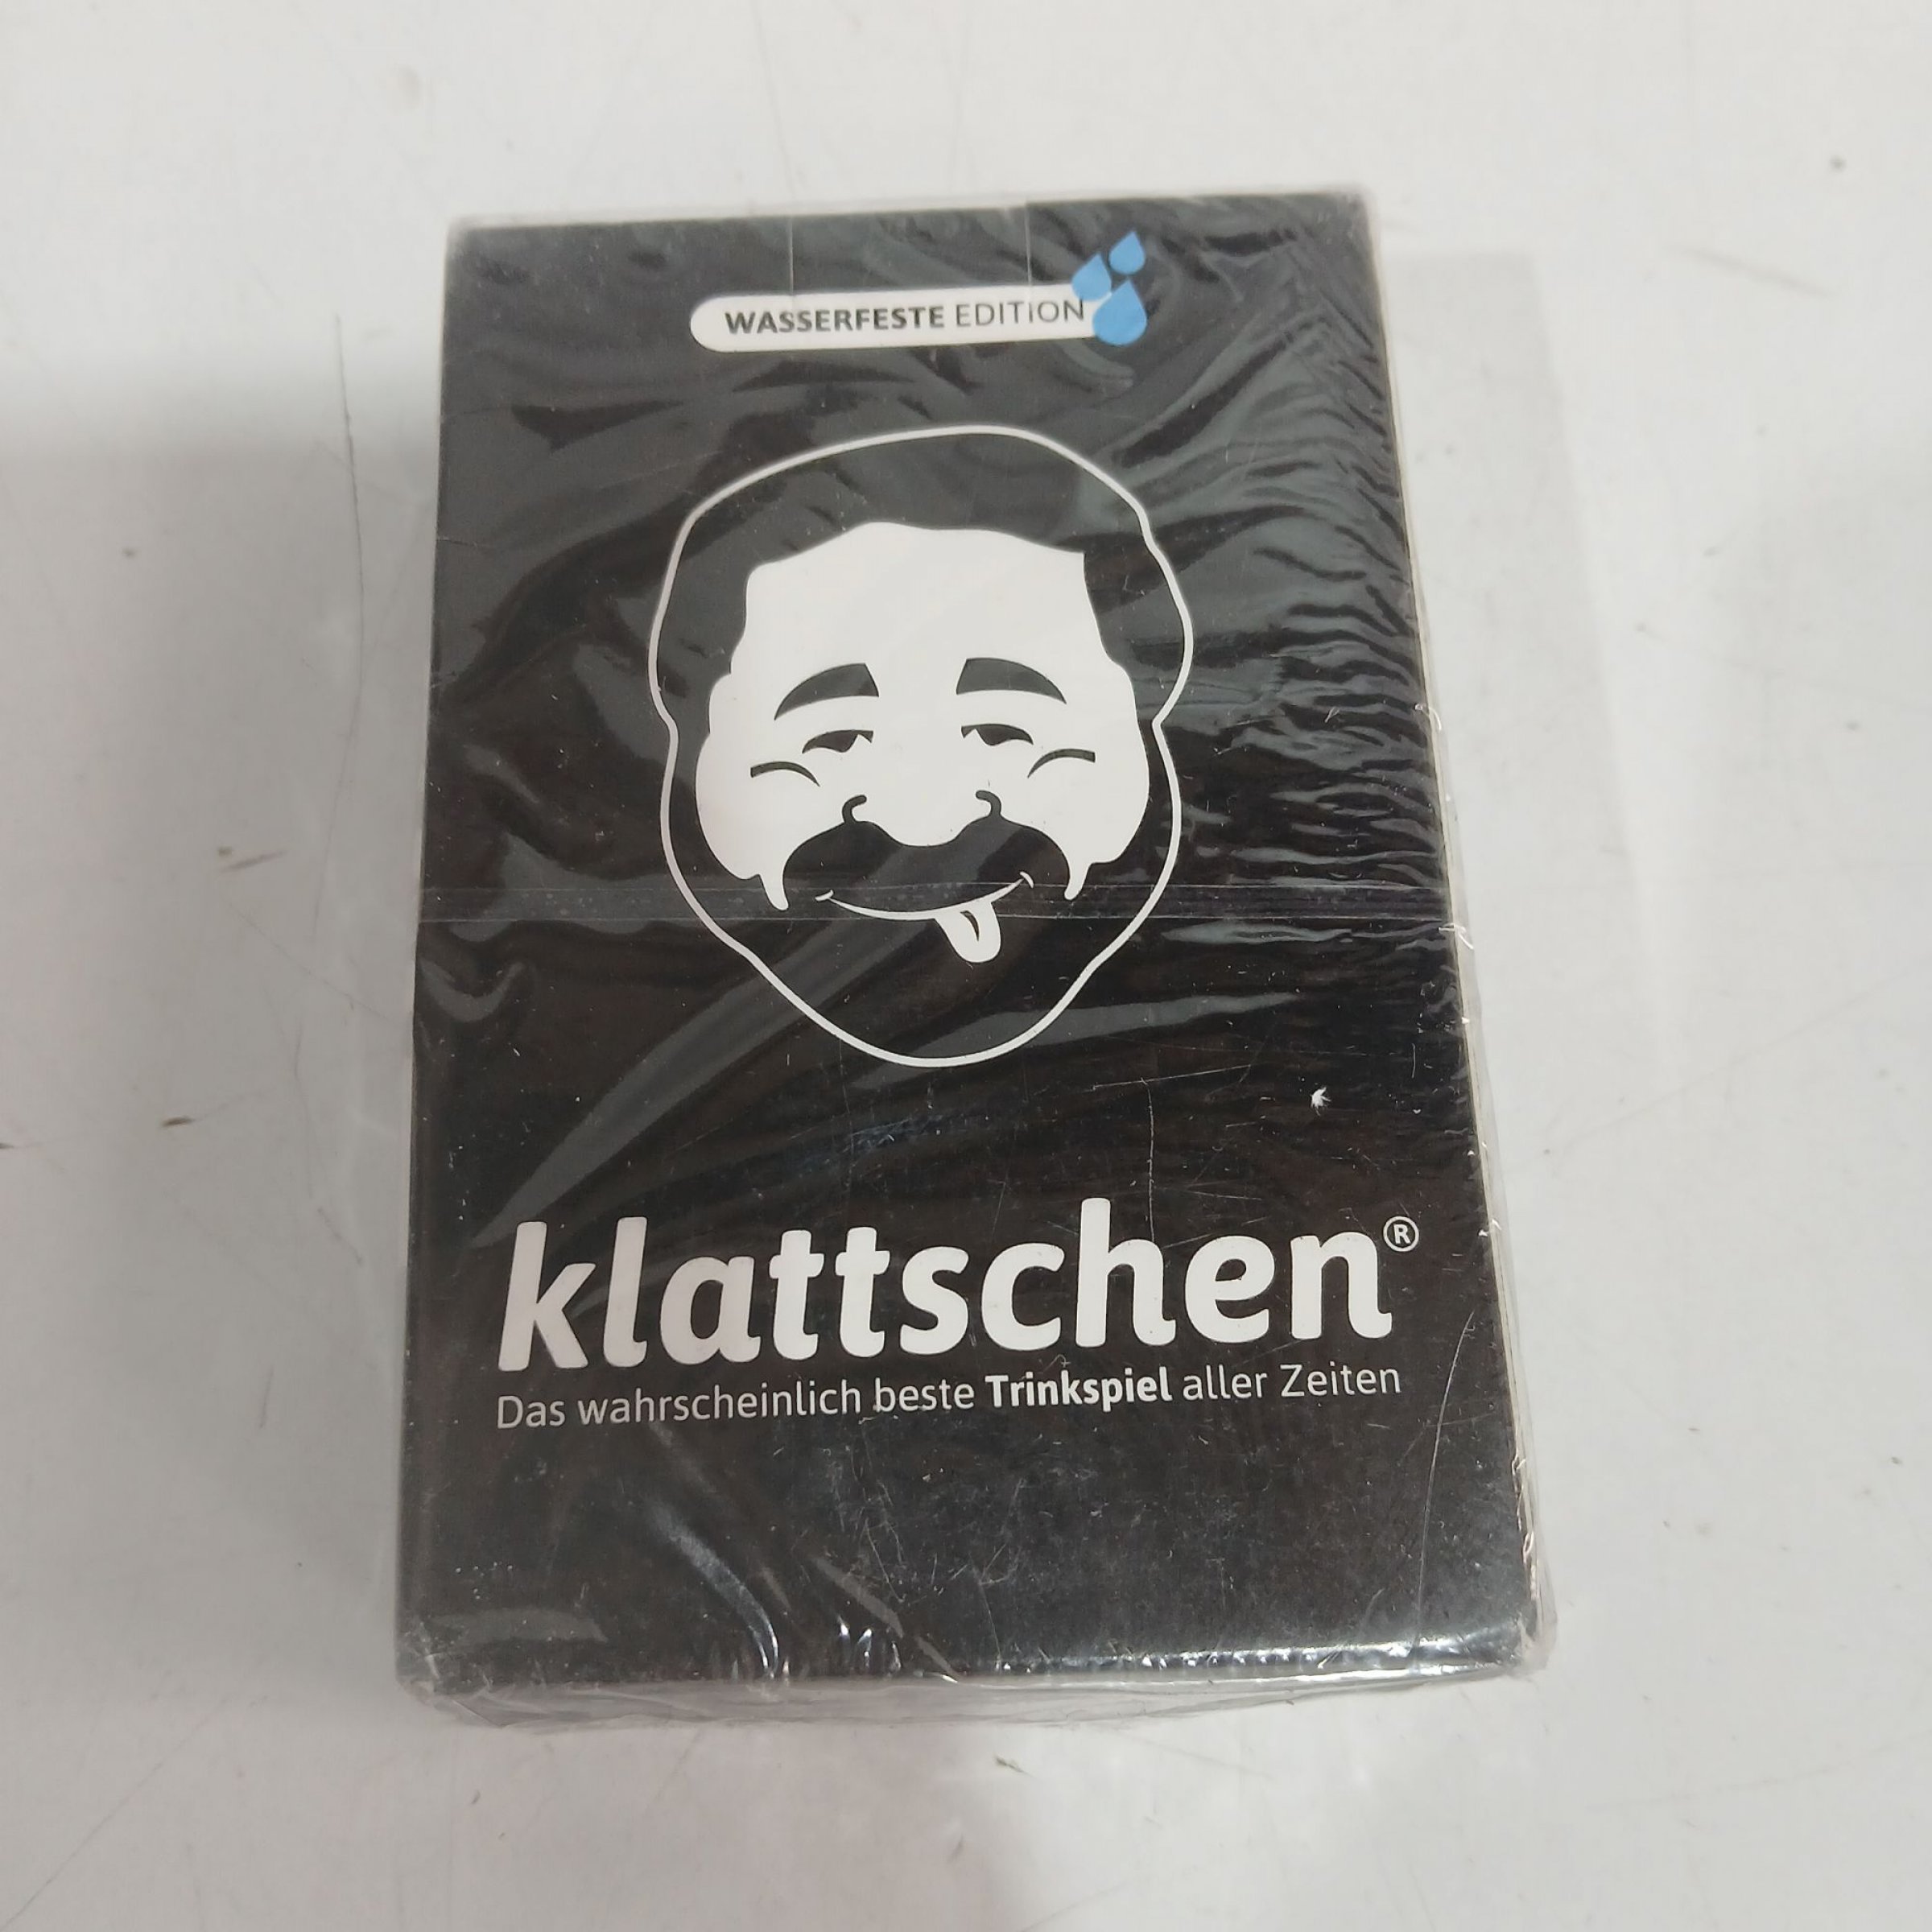 WASSERFESTE EDITION
klattschen®
Das wahrscheinlich beste Trinkspiel aller Zeiten